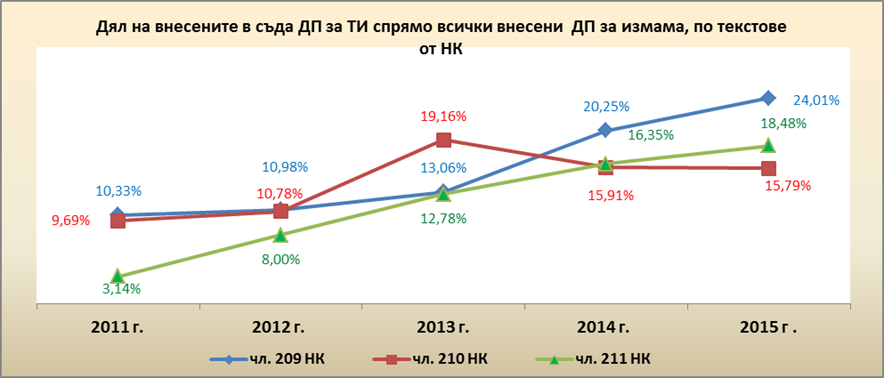 Дял на внесените в съда ДП за ТИ спрямо всички внесени ДП за измама, по текстове
от НК
24,01%
20,25%
19,16%
18,48%
16,35%
13,06%
10,98%
10,33%
10,78%
15,91%
15,79%
9,69%
12,78%
8,00%
3,14%
2011 г.
2012 г.
2013 г.
2014 г.
2015 г .
чл. 209 НК
чл. 210 НК
чл. 211 НК